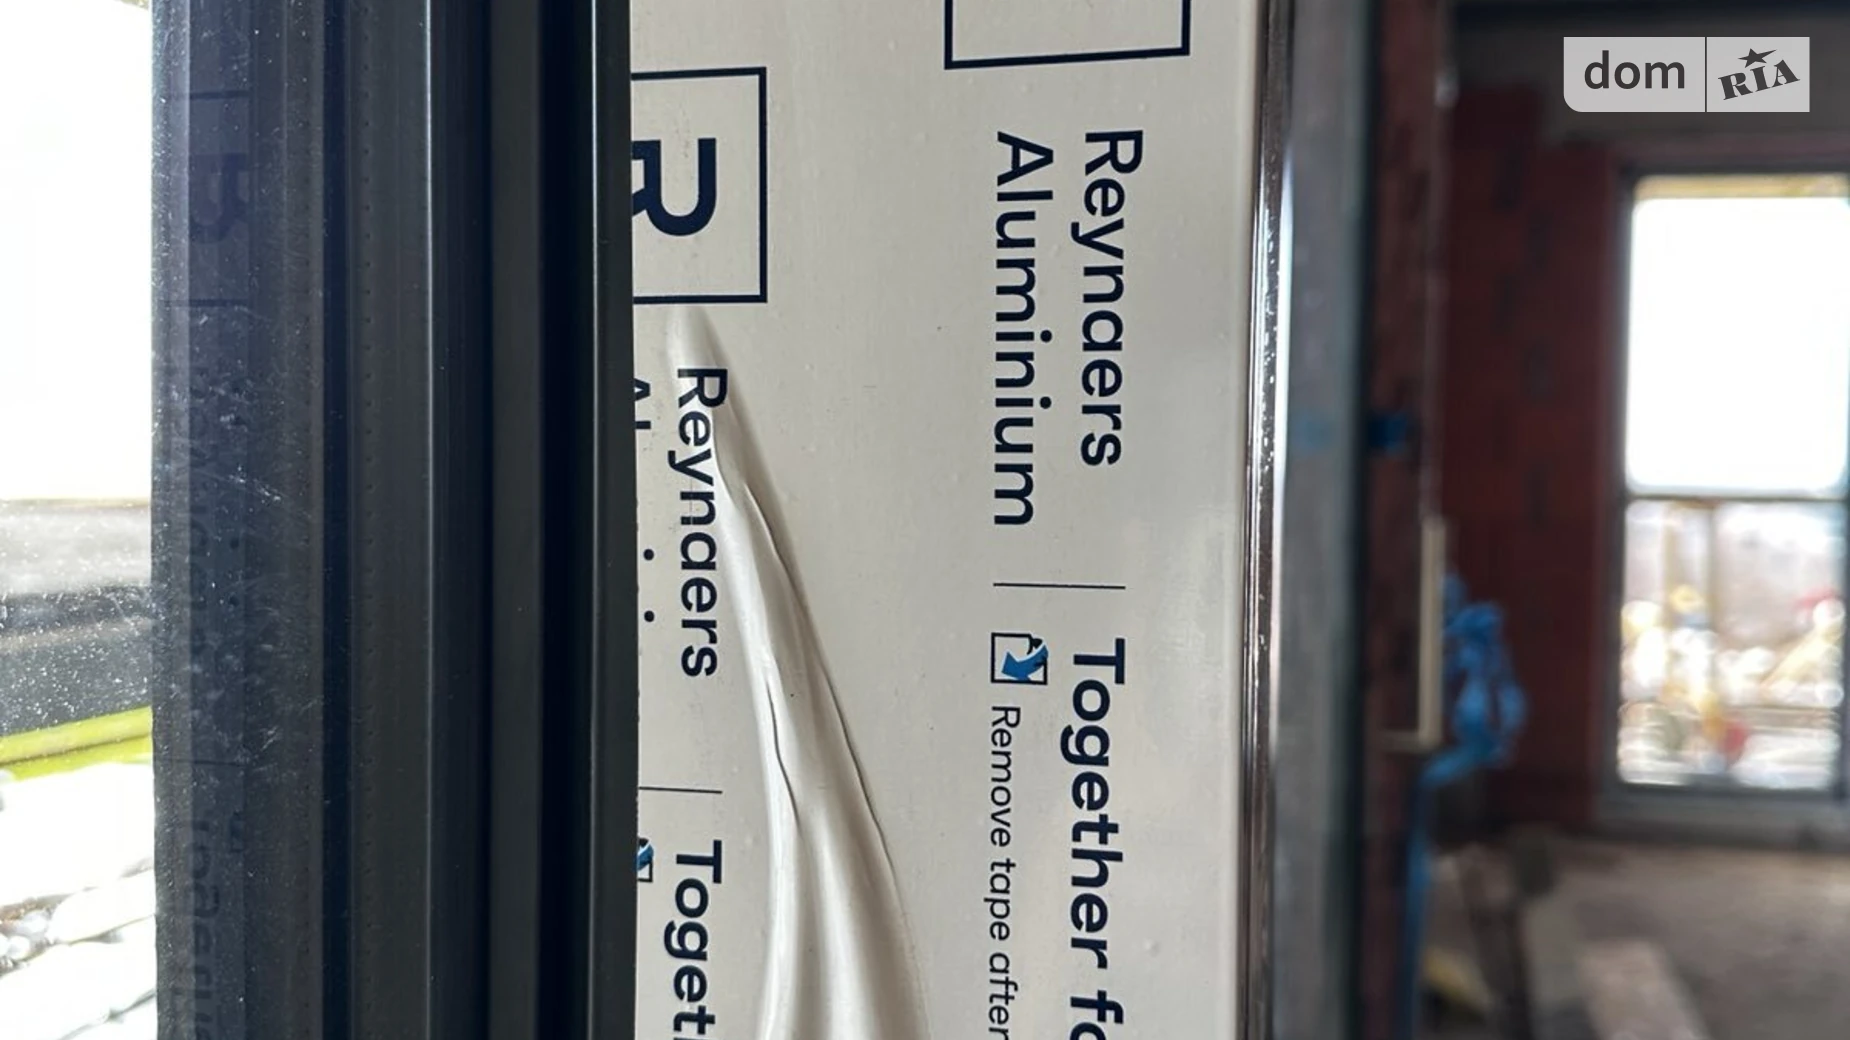 dom RIA
R
Reynaers
Toget
Reynaers
Aluminium
Together fo
Remove tape after